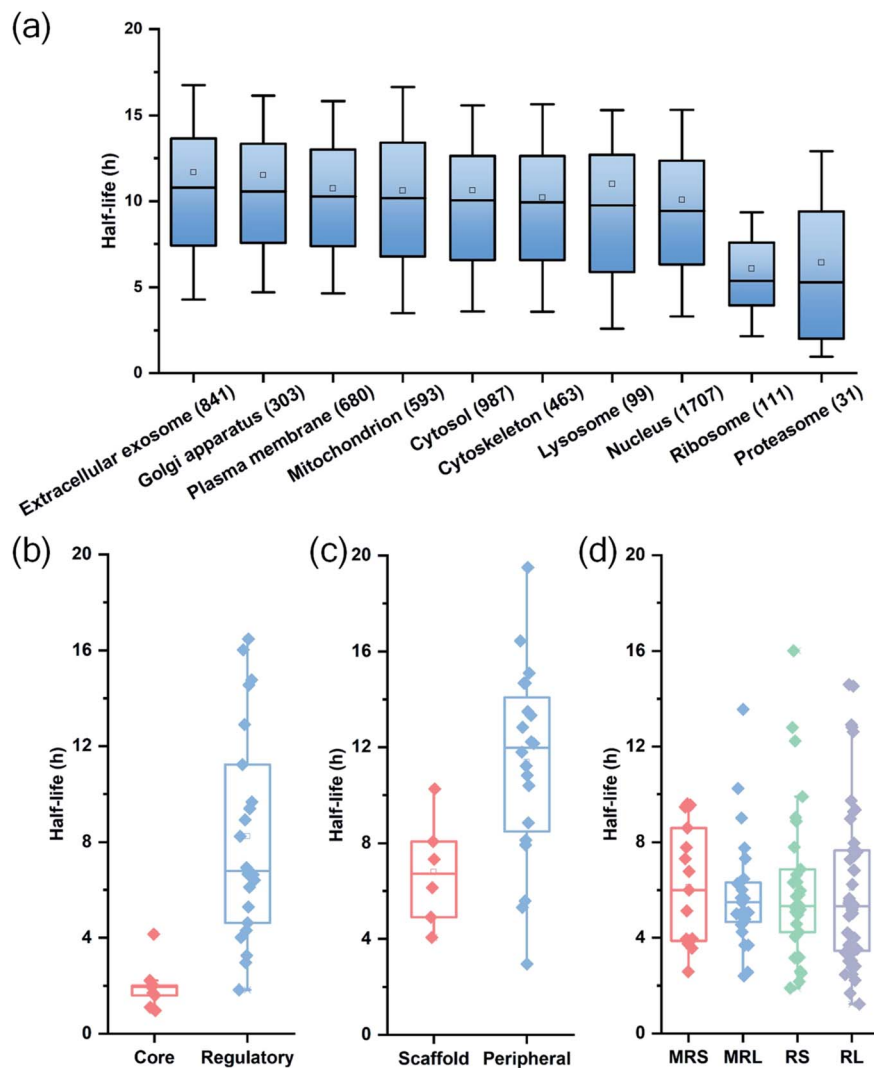 (a)
20
15
10
5
0
Half-life (h)
Extracellular exosome (841)
Golgi apparatus (303)
Plasma membrane (680)
Mitochondrion (593)
Cytosol (987)
Cytoskeleton (463)
Lysosome (99)
Nucleus (1707)
Ribosome (111)
Proteasome (31)
(b)
20
16
12
8
4
0
Half-life (h)
Core
Regulatory
(c)
20
16
12
8
4
0
Half-life (h)
Scaffold
Peripheral
(d)
20
16
12
8
4
0
Half-life (h)
MRS
MRL
RS
RL